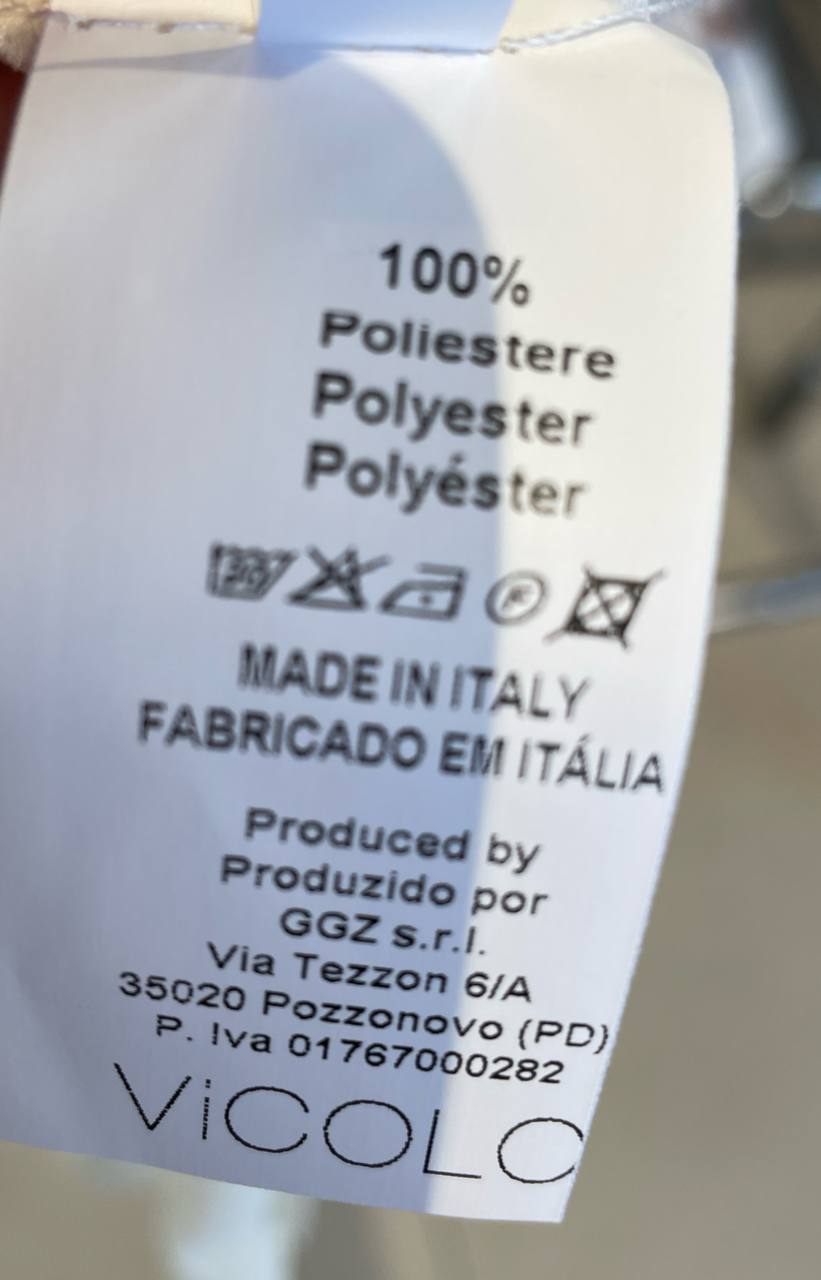 100%
Poliestere
Polyester
Polyéster
MADE IN ITALY
FABRICADO EM ITÁLIA
Produced by
Produzido por
GGZ s.r.l.
Via Tezzon 6/A
35020 Pozzonovo (PD)
P. Iva 01767000282
ViCOLO